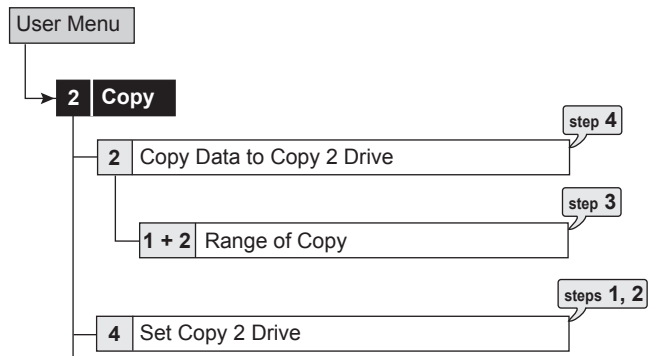 User Menu
2 Copy
step 4
2 Copy Data to Copy 2 Drive
step 3
1 + 2 Range of Copy
steps 1, 2
4 Set Copy 2 Drive